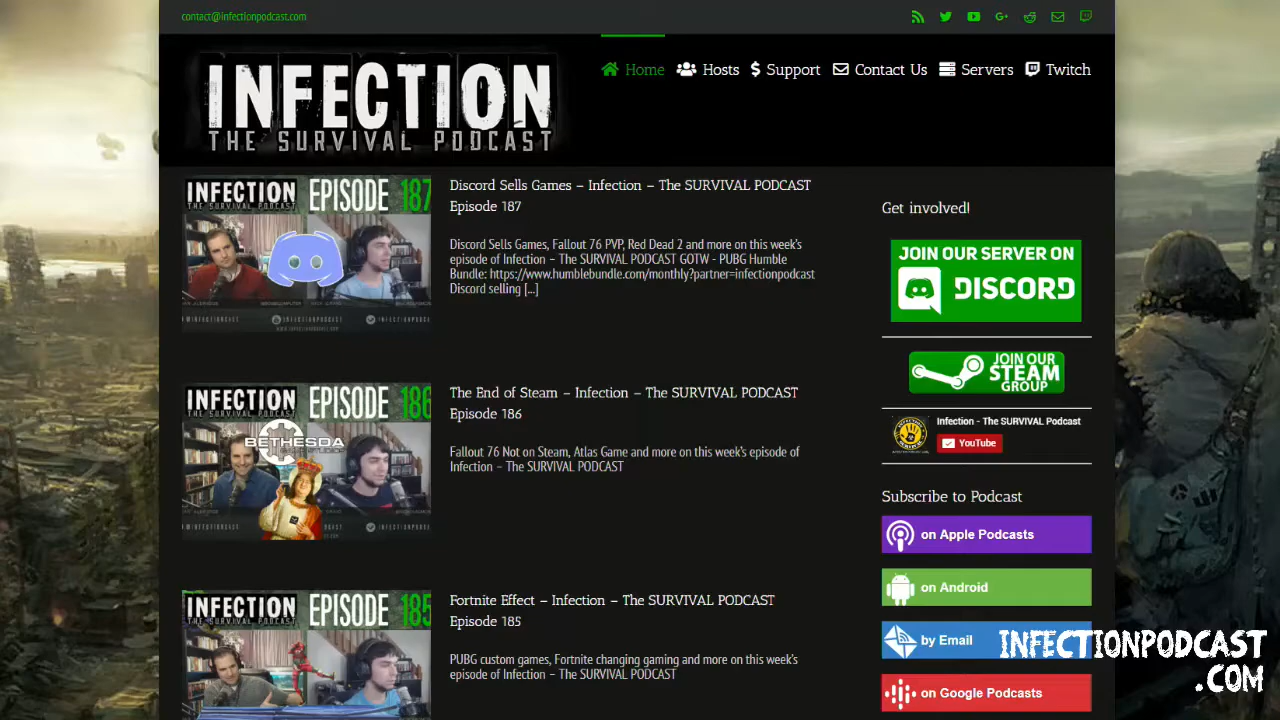 contact@infectionpodcast.com
INFECTION
THE SURVIVAL PODCAST
Home Hosts Support Contact Us Servers Twitch
INFECTION EPISODE 187
THE SURVIVAL PODCAST
Discord Sells Games – Infection – The SURVIVAL PODCAST
Episode 187
Discord Sells Games, Fallout 76 PVP, Red Dead 2 and more on this week's
episode of Infection – The SURVIVAL PODCAST GOTW - PUBG Humble
Bundle: https://www.humblebundle.com/monthly?partner=infectionpodcast
Discord selling [...]
INFECTION EPISODE 186
THE SURVIVAL PODCAST
BETHESDA
The End of Steam – Infection – The SURVIVAL PODCAST
Episode 186
Fallout 76 Not on Steam, Atlas Game and more on this week's episode of
Infection – The SURVIVAL PODCAST
INFECTION EPISODE 185
THE SURVIVAL PODCAST
Fortnite Effect – Infection – The SURVIVAL PODCAST
Episode 185
PUBG custom games, Fortnite changing gaming and more on this week's
episode of Infection – The SURVIVAL PODCAST
Get involved!
JOIN OUR SERVER ON
DISCORD
JOIN OUR
STEAM
GROUP
Infection - The SURVIVAL Podcast
YouTube
Subscribe to Podcast
on Apple Podcasts
on Android
by Email
on Google Podcasts
INFECTIONPODCAST
.COM